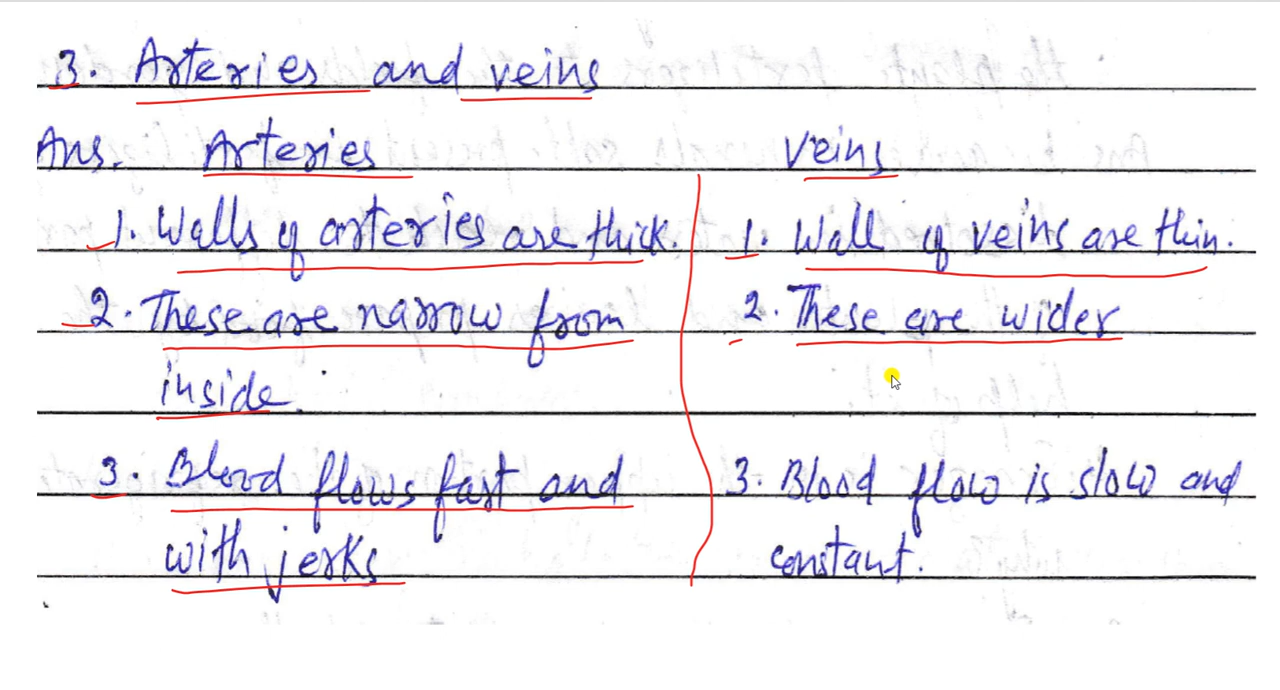 3. Arteries and veins
Ans. Arteries Veins
1. Walls of arteries are thick. 1. Wall of veins are thin.
2. These are narrow from 2. These are wider
inside.
3. Blood flows fast and 3. Blood flow is slow and
with jerks constant.